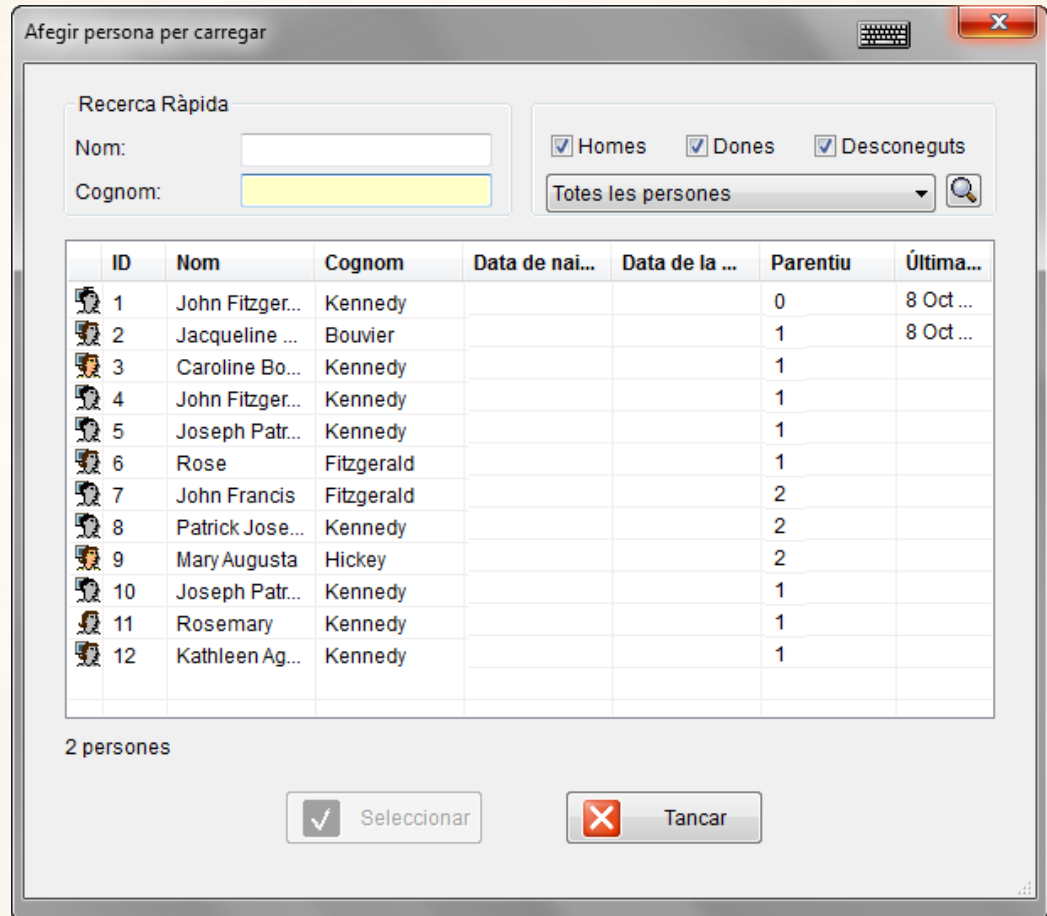 Afegir persona per carregar
Recerca Ràpida
Nom:
Cognom:
Homes Dones Desconeguts
Totes les persones
ID Nom Cognom Data de nai... Data de la ... Parentiu Última...
1 John Fitzger... Kennedy 0 8 Oct ...
2 Jacqueline ... Bouvier 1 8 Oct ...
3 Caroline Bo... Kennedy 1
4 John Fitzger... Kennedy 1
5 Joseph Patr... Kennedy 1
6 Rose Fitzgerald 1
7 John Francis Fitzgerald 2
8 Patrick Jose... Kennedy 2
9 Mary Augusta Hickey 2
10 Joseph Patr... Kennedy 1
11 Rosemary Kennedy 1
12 Kathleen Ag... Kennedy 1
2 persones
Seleccionar Tancar